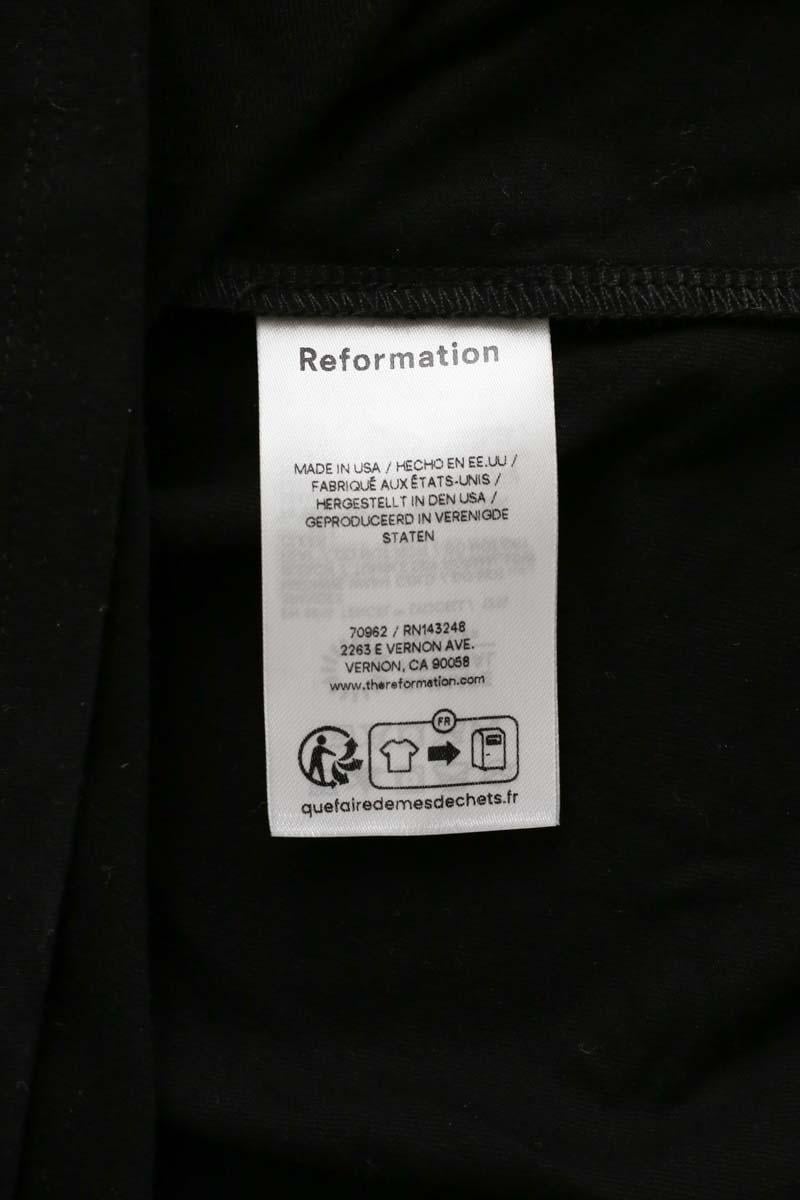 Reformation
MADE IN USA / HECHO EN EE.UU /
FABRIQUÉ AUX ÉTATS-UNIS /
HERGESTELLT IN DEN USA /
GEPRODUCEERD IN VERENIGDE
STATEN
70962 / RN143248
2263 E VERNON AVE.
VERNON, CA 90058
www.thereformation.com
FR
quefairedemesdechets.fr